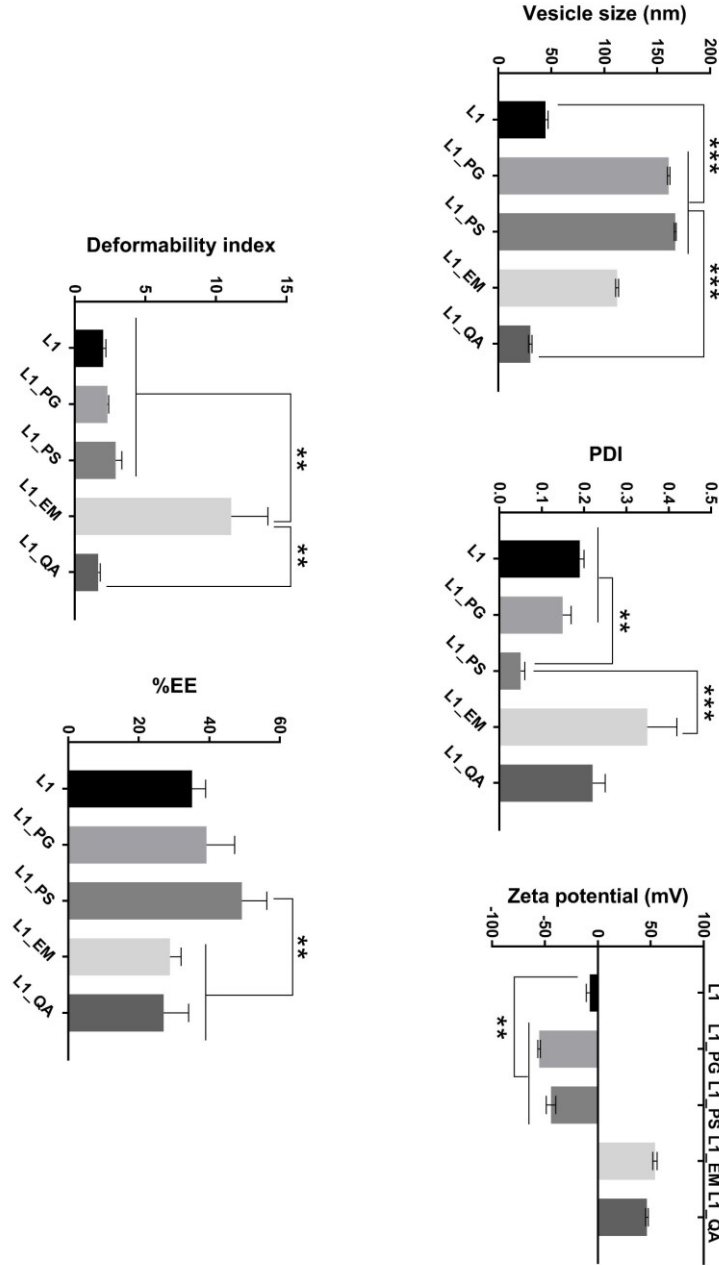 Vesicle size (nm)
200
150
100
50
0
L1
L1_PG
L1_PS
L1_EM
L1_QA
***
***
PDI
0.5
0.4
0.3
0.2
0.1
0.0
L1
L1_PG
L1_PS
L1_EM
L1_QA
**
***
Zeta potential (mV)
100
50
0
-50
-100
L1
L1_PG
L1_PS
L1_EM
L1_QA
**
Deformability index
15
10
5
0
L1
L1_PG
L1_PS
L1_EM
L1_QA
**
**
%EE
60
40
20
0
L1
L1_PG
L1_PS
L1_EM
L1_QA
**